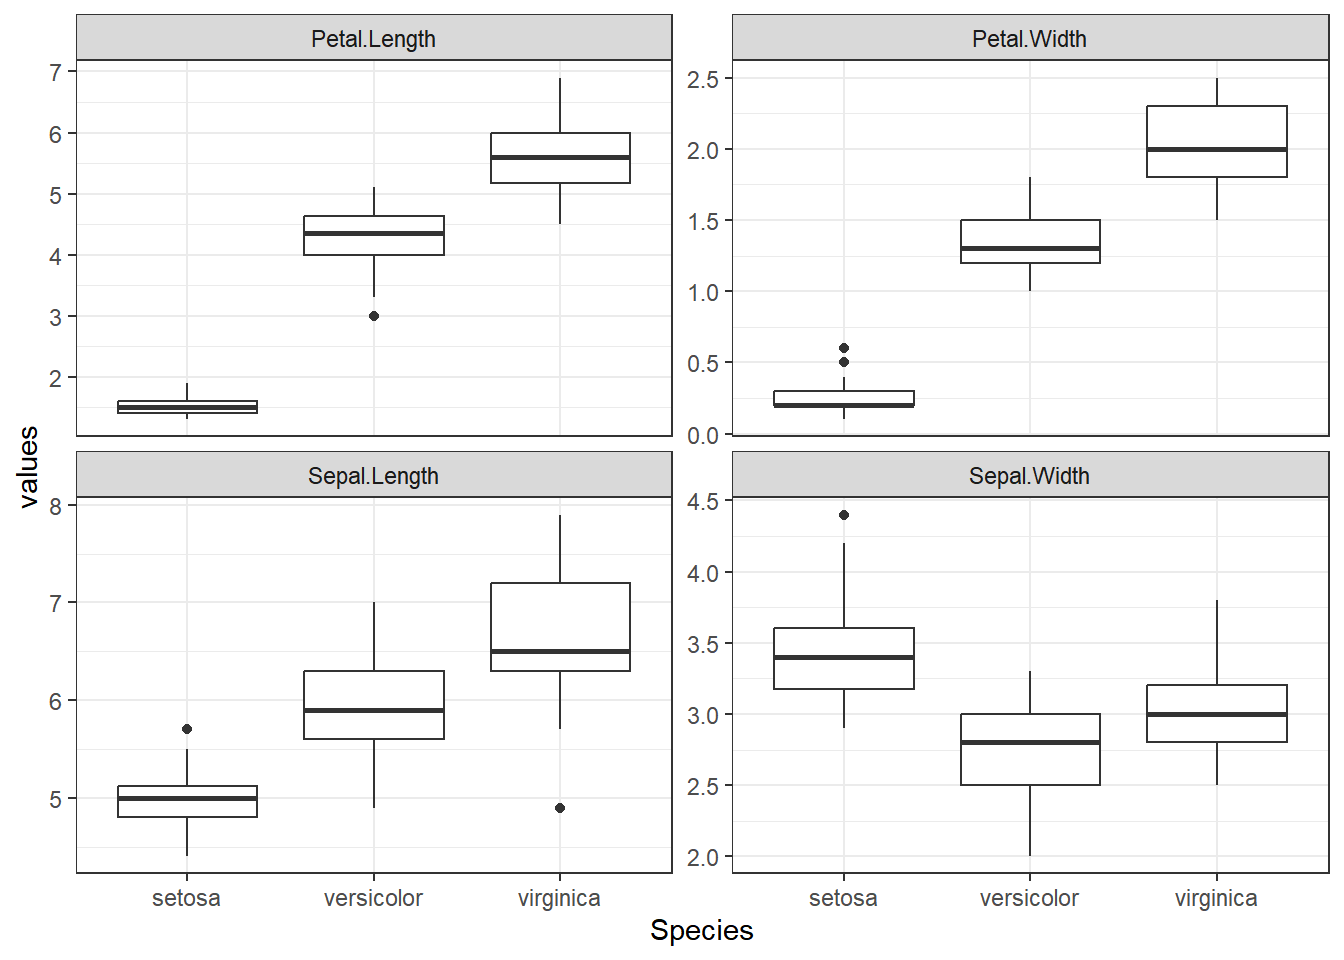 Petal.Length
Petal.Width
7
6
5
4
3
2
2.5
2.0
1.5
1.0
0.5
0.0
values
Sepal.Length
Sepal.Width
8
7
6
5
4.5
4.0
3.5
3.0
2.5
2.0
setosa versicolor virginica
setosa versicolor virginica
Species